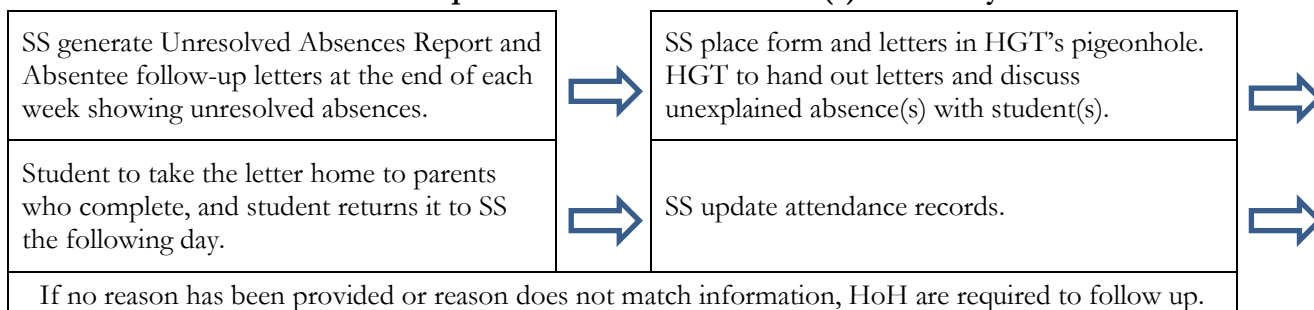 SS generate Unresolved Absences Report and
Absentee follow-up letters at the end of each
week showing unresolved absences.
SS place form and letters in HGT's pigeonhole.
HGT to hand out letters and discuss
unexplained absence(s) with student(s).
Student to take the letter home to parents
who complete, and student returns it to SS
the following day.
SS update attendance records.
If no reason has been provided or reason does not match information, HoH are required to follow up.